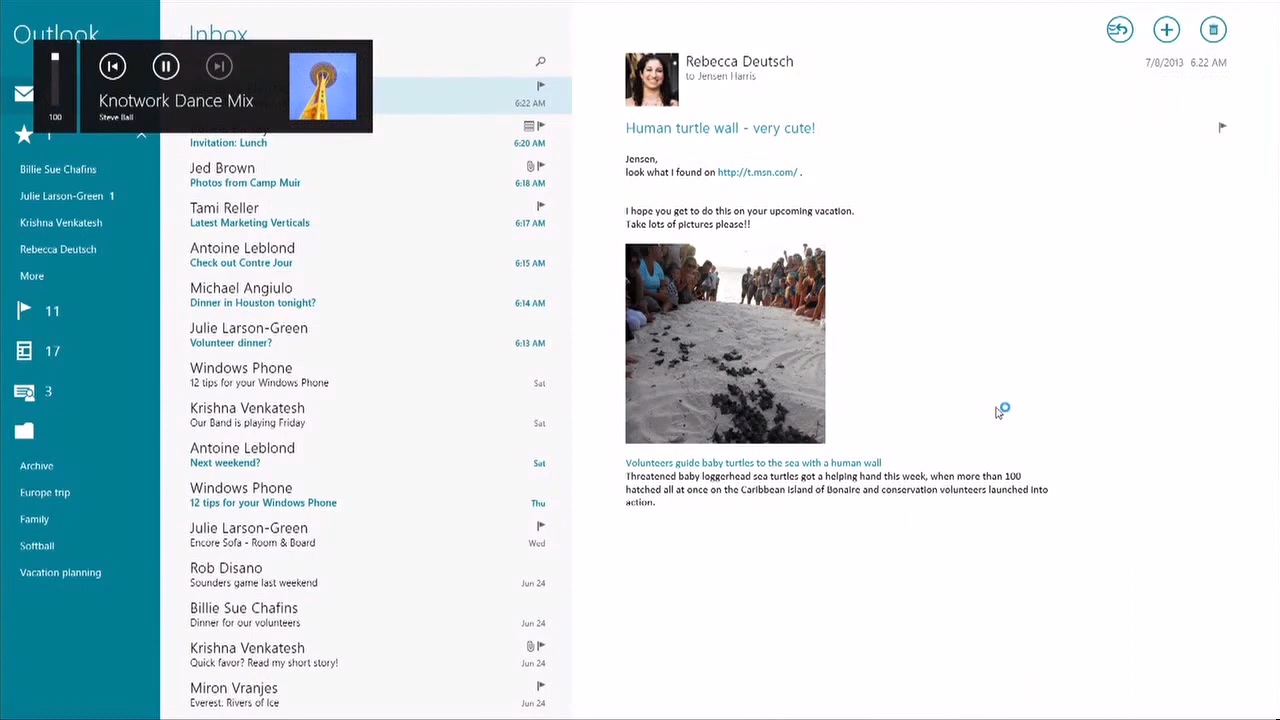 Outlook
Inbox
100
Knotwork Dance Mix
Steve Ball
1
Billie Sue Chafins
Julie Larson-Green 1
Krishna Venkatesh
Rebecca Deutsch
More
11
17
3
Archive
Europe trip
Family
Softball
Vacation planning
6:22 AM
Invitation: Lunch 6:20 AM
Jed Brown
Photos from Camp Muir 6:18 AM
Tami Reller
Latest Marketing Verticals 6:17 AM
Antoine Leblond
Check out Contre Jour 6:15 AM
Michael Angiulo
Dinner in Houston tonight? 6:14 AM
Julie Larson-Green
Volunteer dinner? 6:13 AM
Windows Phone
12 tips for your Windows Phone Sat
Krishna Venkatesh
Our Band is playing Friday Sat
Antoine Leblond
Next weekend? Sat
Windows Phone
12 tips for your Windows Phone Thu
Julie Larson-Green
Encore Sofa - Room & Board Wed
Rob Disano
Sounders game last weekend Jun 24
Billie Sue Chafins
Dinner for our volunteers Jun 24
Krishna Venkatesh
Quick favor? Read my short story! Jun 24
Miron Vranjes
Everest: Rivers of Ice Jun 24
Rebecca Deutsch
to Jensen Harris
7/8/2013 6:22 AM
Human turtle wall - very cute!
Jensen,
look what I found on http://t.msn.com/ .
I hope you get to do this on your upcoming vacation.
Take lots of pictures please!!
Volunteers guide baby turtles to the sea with a human wall
Threatened baby loggerhead sea turtles got a helping hand this week, when more than 100
hatched all at once on the Caribbean island of Bonaire and conservation volunteers launched into
action.